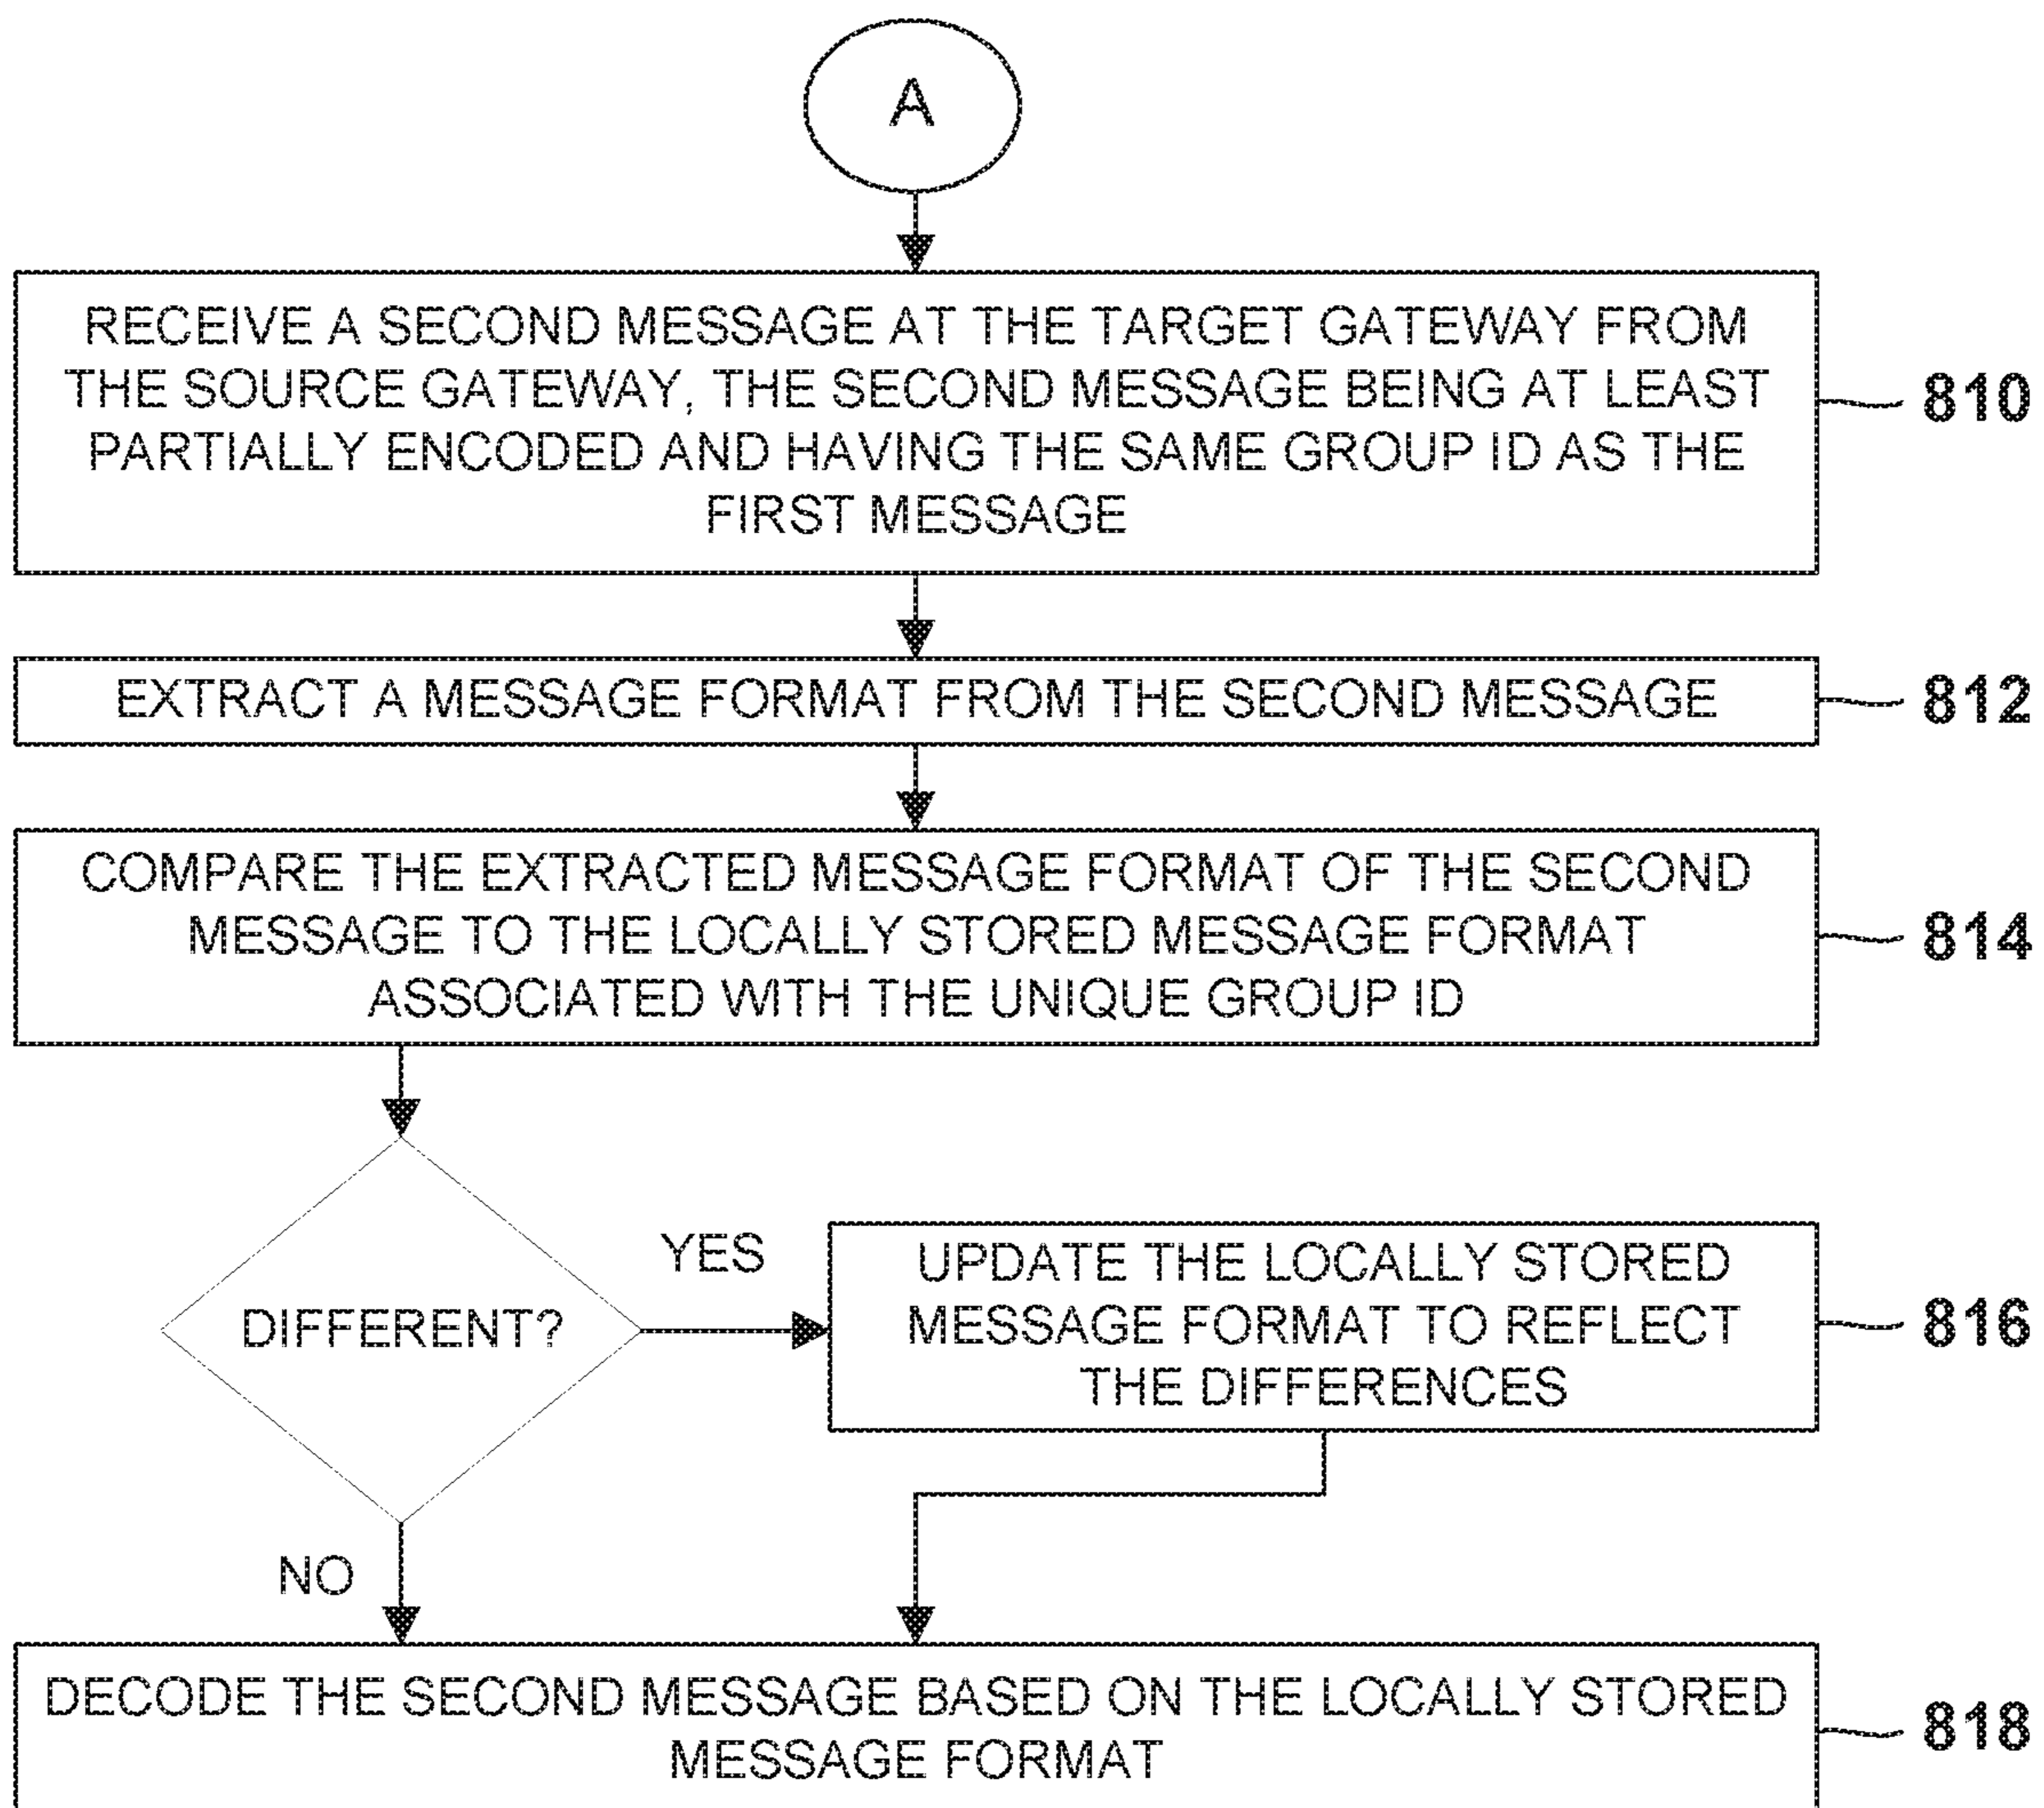 A
RECEIVE A SECOND MESSAGE AT THE TARGET GATEWAY FROM
THE SOURCE GATEWAY, THE SECOND MESSAGE BEING AT LEAST
PARTIALLY ENCODED AND HAVING THE SAME GROUP ID AS THE
FIRST MESSAGE
810
EXTRACT A MESSAGE FORMAT FROM THE SECOND MESSAGE
812
COMPARE THE EXTRACTED MESSAGE FORMAT OF THE SECOND
MESSAGE TO THE LOCALLY STORED MESSAGE FORMAT
ASSOCIATED WITH THE UNIQUE GROUP ID
814
DIFFERENT?
YES
UPDATE THE LOCALLY STORED
MESSAGE FORMAT TO REFLECT
THE DIFFERENCES
816
NO
DECODE THE SECOND MESSAGE BASED ON THE LOCALLY STORED
MESSAGE FORMAT
818